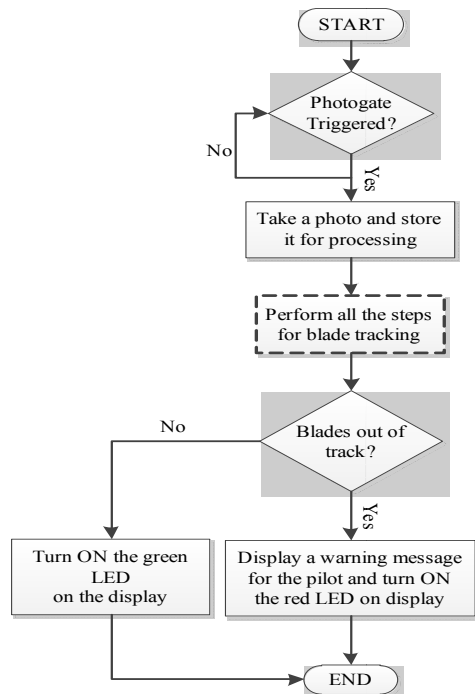 START
Photogate
Triggered?
No
Yes
Take a photo and store
it for processing
Perform all the steps
for blade tracking
Blades out of
track?
No
Yes
Turn ON the green
LED
on the display
Display a warning message
for the pilot and turn ON
the red LED on display
END